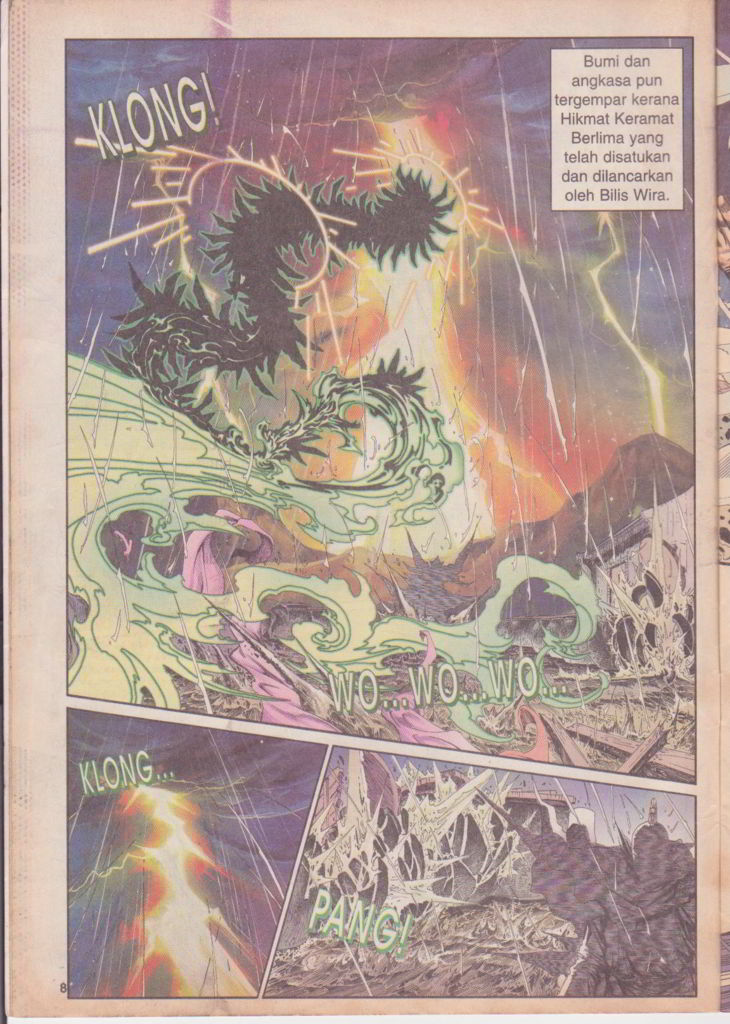 Bumi dan
angkasa pun
tergempar kerana
Hikmat Keramat
Berlima yang
telah disatukan
dan dilancarkan
oleh Bilis Wira.
KLONG!
WO...WO...WO...
KLONG...
PANG!
8